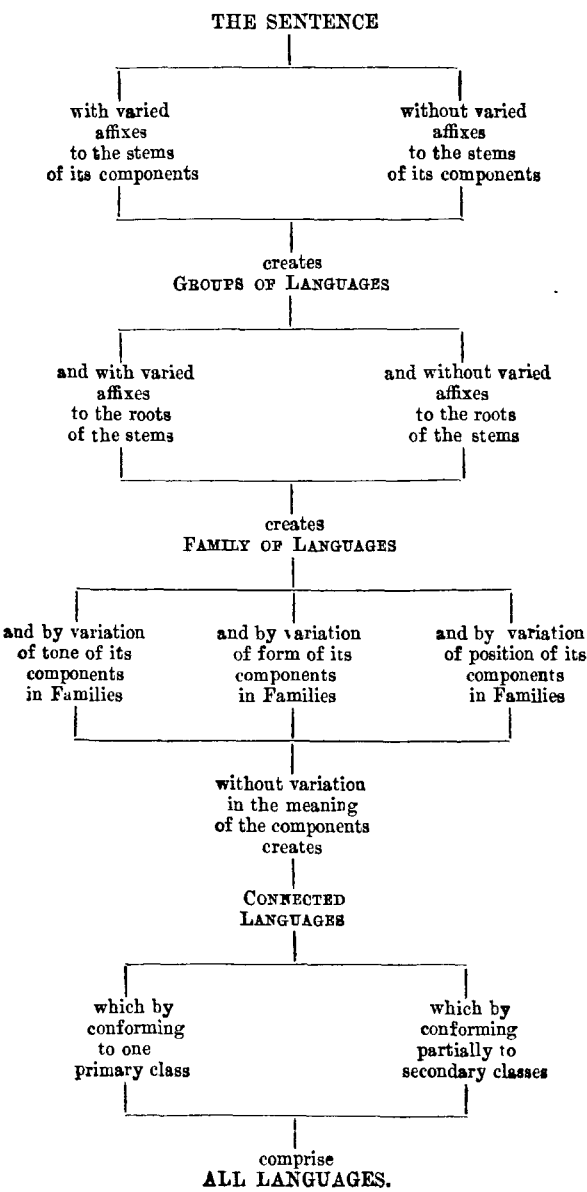 THE SENTENCE
with varied
affixes
to the stems
of its components
without varied
affixes
to the stems
of its components
creates
GROUPS OF LANGUAGES
and with varied
affixes
to the roots
of the stems
and without varied
affixes
to the roots
of the stems
creates
FAMILY OF LANGUAGES
and by variation
of tone of its
components
in Families
and by variation
of form of its
components
in Families
and by variation
of position of its
components
in Families
without variation
in the meaning
of the components
creates
CONNECTED
LANGUAGES
which by
conforming
to one
primary class
which by
conforming
partially to
secondary classes
comprise
ALL LANGUAGES.